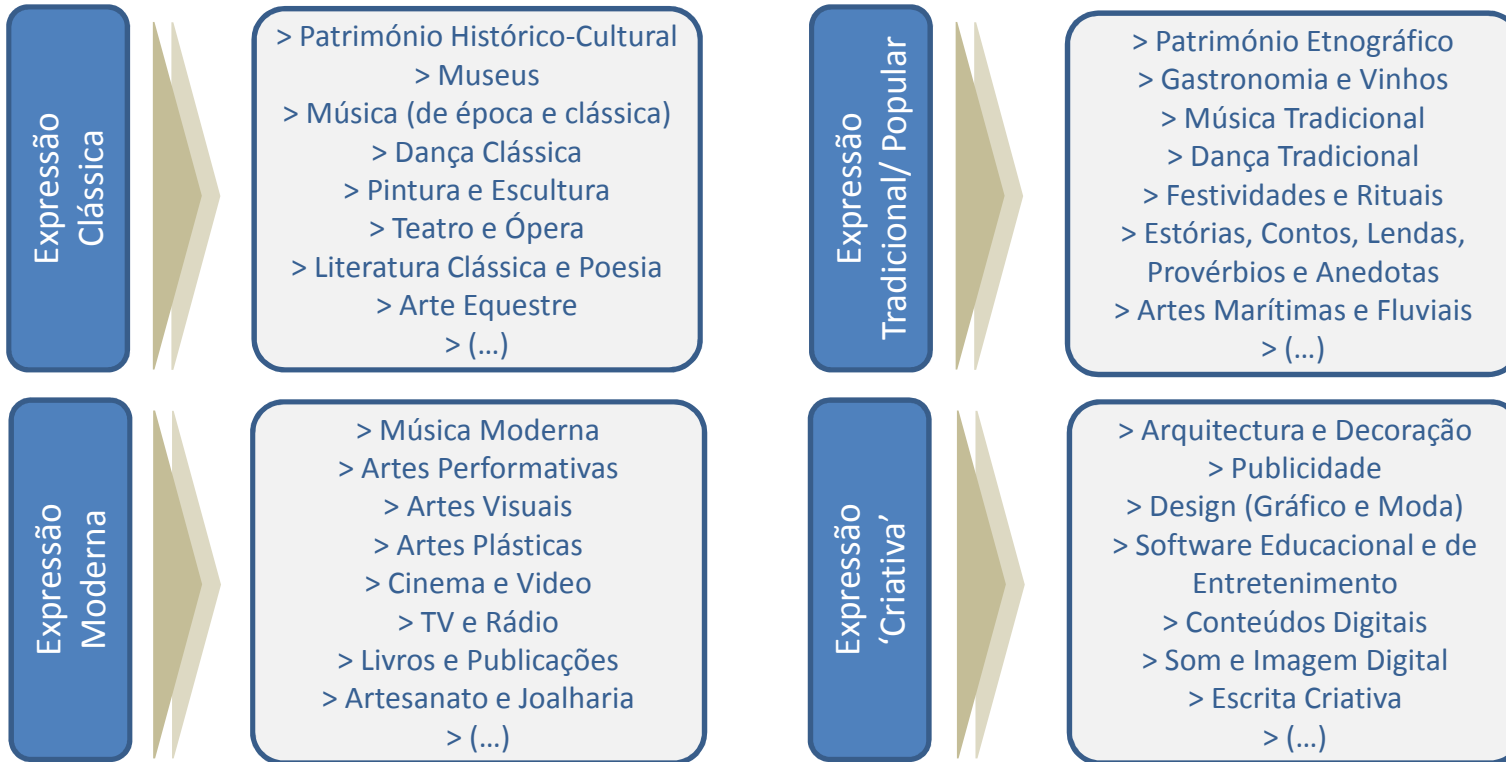 Expressão
Clássica
> Património Histórico-Cultural
> Museus
> Música (de época e clássica)
> Dança Clássica
> Pintura e Escultura
> Teatro e Ópera
> Literatura Clássica e Poesia
> Arte Equestre
> (...)
Expressão
Tradicional/ Popular
> Património Etnográfico
> Gastronomia e Vinhos
> Música Tradicional
> Dança Tradicional
> Festividades e Rituais
> Estórias, Contos, Lendas,
Provérbios e Anedotas
> Artes Marítimas e Fluviais
> (...)
Expressão
Moderna
> Música Moderna
> Artes Performativas
> Artes Visuais
> Artes Plásticas
> Cinema e Video
> TV e Rádio
> Livros e Publicações
> Artesanato e Joalharia
> (...)
Expressão
‘Criativa’
> Arquitectura e Decoração
> Publicidade
> Design (Gráfico e Moda)
> Software Educacional e de
Entretenimento
> Conteúdos Digitais
> Som e Imagem Digital
> Escrita Criativa
> (...)